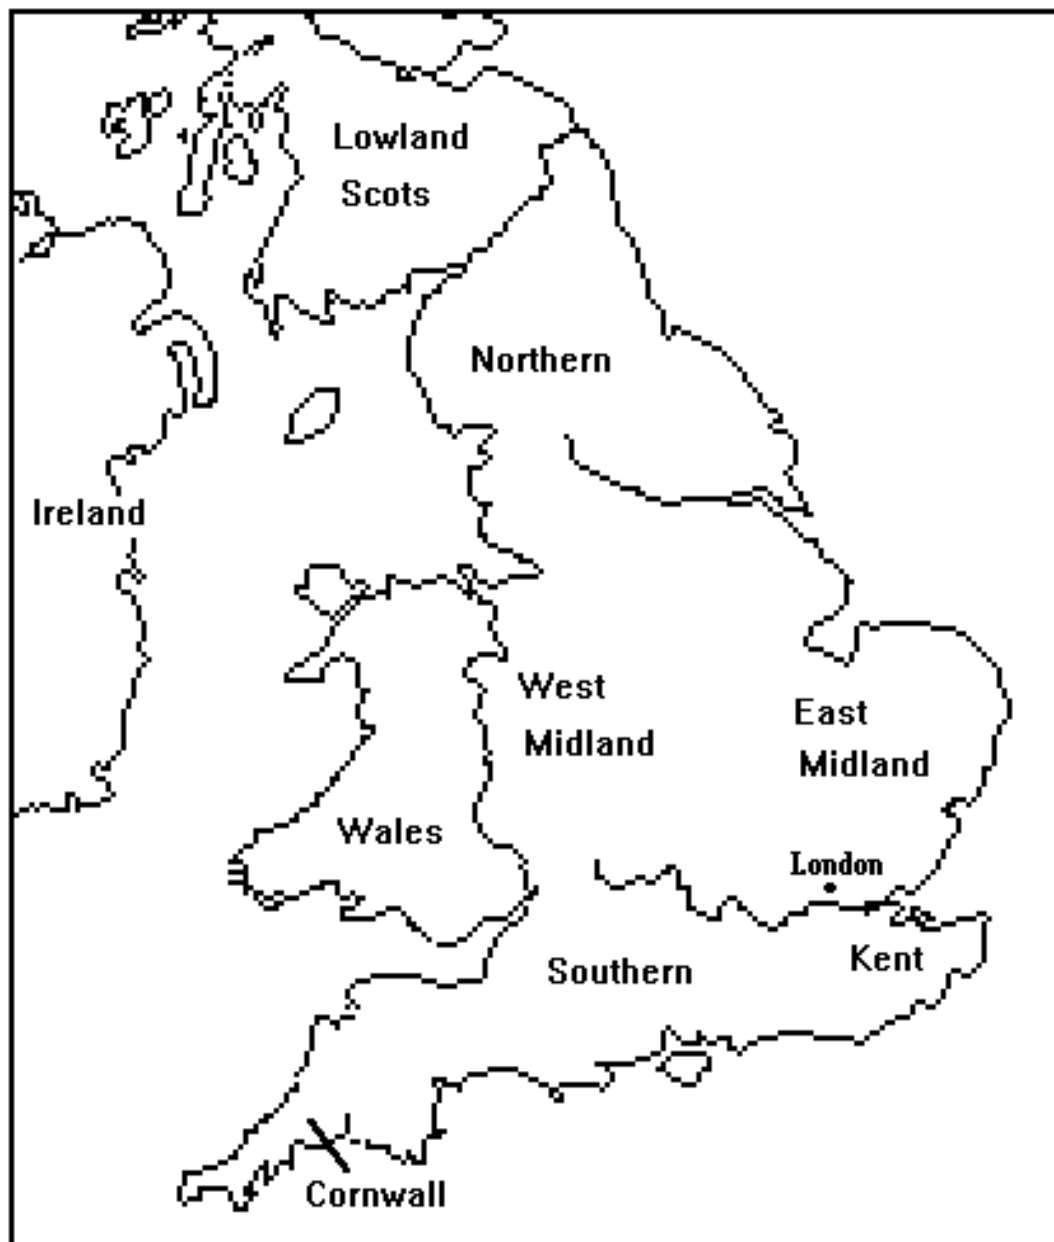 Lowland
Scots
Northern
Ireland
West
Midland
East
Midland
Wales
London
Kent
Southern
Cornwall